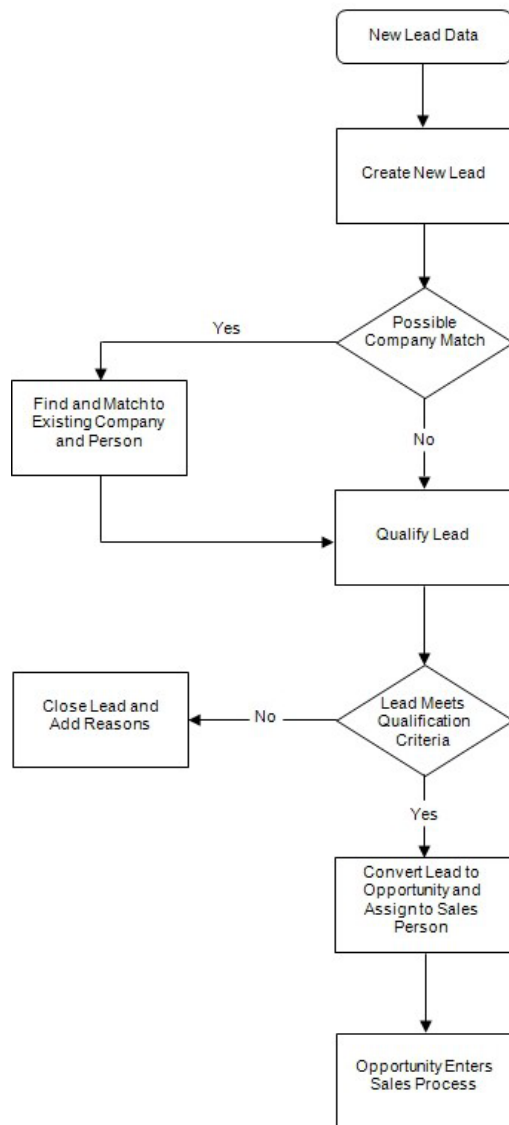 New Lead Data
Create New Lead
Possible
Company Match
Yes
Find and Match to
Existing Company
and Person
No
Qualify Lead
Lead Meets
Qualification
Criteria
No
Close Lead and
Add Reasons
Yes
Convert Lead to
Opportunity and
Assign to Sales
Person
Opportunity Enters
Sales Process